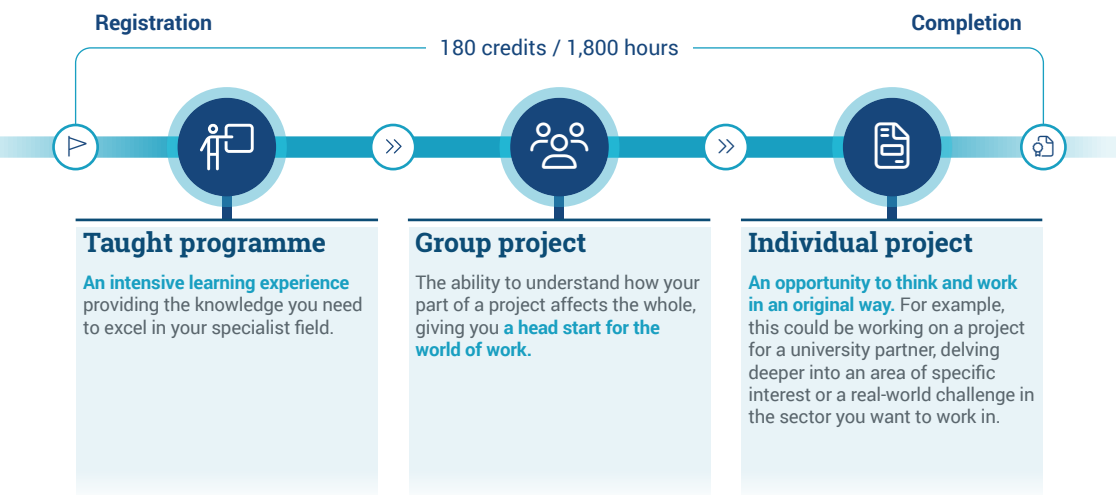 Registration
Completion
180 credits / 1,800 hours
Taught programme
An intensive learning experience
providing the knowledge you need
to excel in your specialist field.
Group project
The ability to understand how your
part of a project affects the whole,
giving you a head start for the
world of work.
Individual project
An opportunity to think and work
in an original way. For example,
this could be working on a project
for a university partner, delving
deeper into an area of specific
interest or a real-world challenge in
the sector you want to work in.